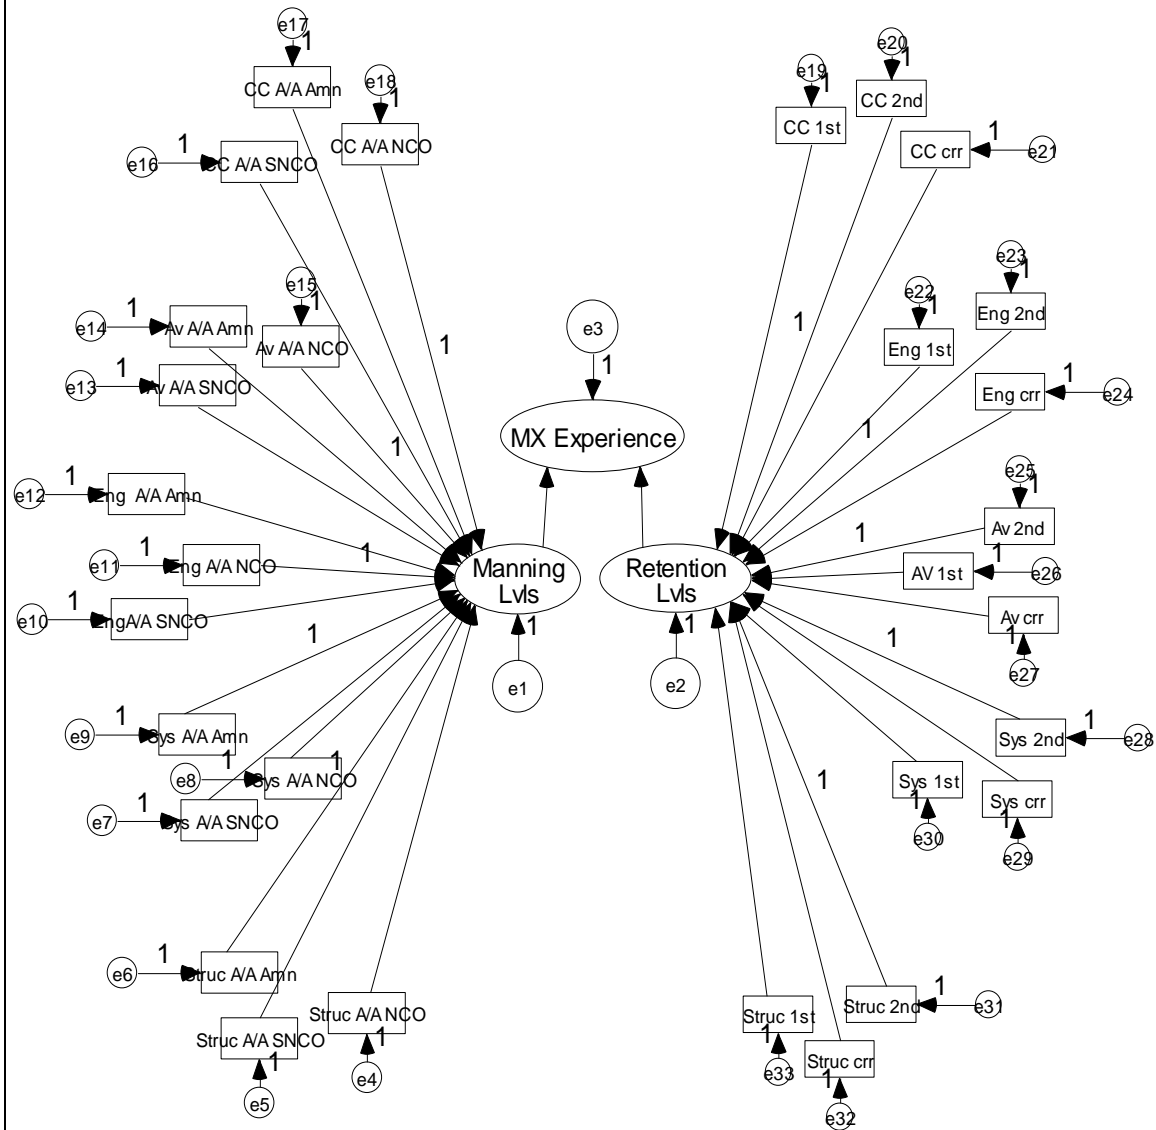 e17
1
CC A/A Amn
e18
1
CC A/A NCO
e16
1
CC A/A SNCO
e19
1
CC 1st
e20
1
CC 2nd
CC crr
1
e21
e14
1
Av A/A Amn
e15
1
Av A/A NCO
e13
1
Av A/A SNCO
1
1
e3
1
MX Experience
1
1
e22
1
Eng 1st
e23
1
Eng 2nd
Eng crr
1
e24
e12
1
Eng A/A Amn
e11
1
Eng A/A NCO
e10
1
EngA/A SNCO
1
1
Manning
Lvls
1
e1
Retention
Lvls
1
e2
1
1
e25
1
Av 2nd
AV 1st
1
e26
Av crr
1
e27
e9
1
Sys A/A Amn
e8
1
Sys A/A NCO
1
e7
1
Sys A/A SNCO
1
1
Sys 2nd
1
e28
Sys 1st
1
e30
Sys crr
1
e29
e6
1
Struc A/A Amn
Struc A/A NCO
1
e4
Struc A/A SNCO
1
e5
Struc 1st
1
e33
Struc 2nd
1
e31
Struc crr
1
e32